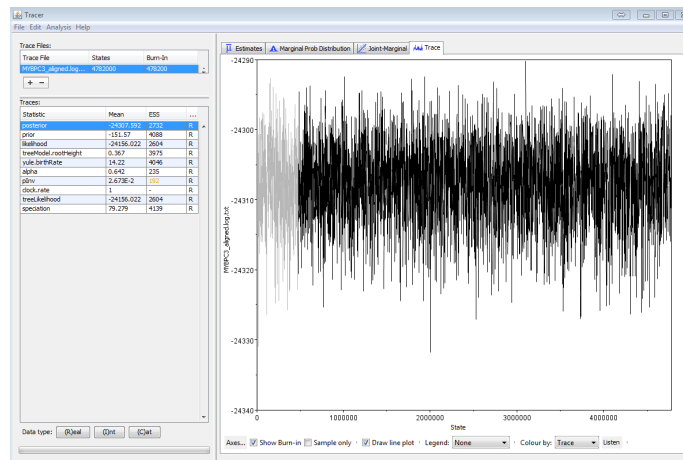 Tracer
File Edit Analysis Help
Trace Files:
Trace File States Burn-In
MYBPC3_aligned.log... 4782000 478200
+ -
Traces:
Statistic Mean ESS ...
posterior -24307.592 2732 R
prior -151.57 4088 R
likelihood -24156.022 2604 R
treeModel.rootHeight 0.367 3975 R
yule.birthRate 14.22 4046 R
alpha 0.642 235 R
pInv 2.673E-2 192 R
clock.rate 1 - R
treeLikelihood -24156.022 2604 R
speciation 79.279 4139 R
Data type: (R)eal (I)nt (C)at
Estimates Marginal Prob Distribution Joint-Marginal Trace
-24290
-24300
-24310
-24320
-24330
-24340
MYBPC3_aligned.log.txt
0 1000000 2000000 3000000 4000000
State
Axes... Show Burn-in Sample only Draw line plot Legend: None Colour by: Trace Listen